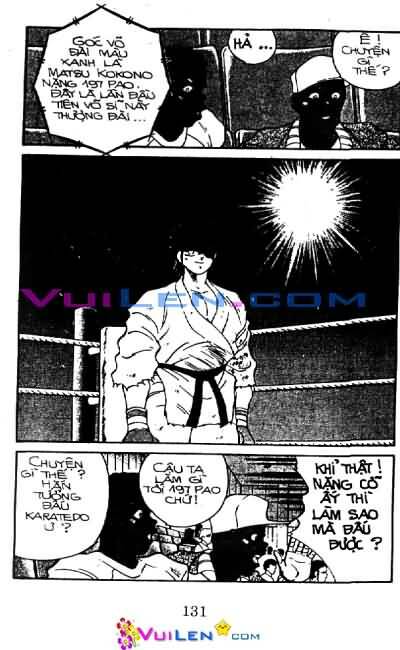 GÓC VÕ
ĐÀI MÀU
XANH LÀ
MATSU KOKONO
NẶNG 197 PAO.
ĐÂY LÀ LẦN ĐẦU
TIÊN VÕ SĨ NÀY
THƯỢNG ĐÀI...
HẢ...
Ê!
CHUYỆN
GÌ THẾ?
VUILEN.COM
CHUYỆN
GÌ THẾ?
HẮN
TƯỞNG
ĐẤU
KARATEDO
Ư?
CẬU TA
LÀM GÌ
TỚI 197 PAO
CHỨ!
KHỈ THẬT!
NẶNG CỠ
ẤY THÌ
LÀM SAO
MÀ ĐẤU
ĐƯỢC?
131
VUILEN.COM